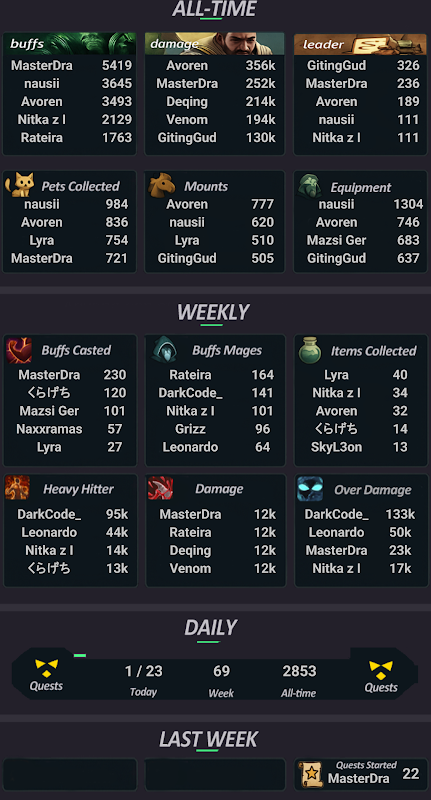 ALL-TIME
buffs
MasterDra 5419
nausii 3645
Avoren 3493
Nitka z I 2129
Rateira 1763
damage
Avoren 356k
MasterDra 252k
Deqing 214k
Venom 194k
GitingGud 130k
leader
GitingGud 326
MasterDra 236
Avoren 189
nausii 111
Nitka z I 111
Pets Collected
nausii 984
Avoren 836
Lyra 754
MasterDra 721
Mounts
Avoren 777
nausii 620
Lyra 510
GitingGud 505
Equipment
nausii 1304
Avoren 746
Mazsi Ger 683
GitingGud 637
WEEKLY
Buffs Casted
MasterDra 230
くらげち 120
Mazsi Ger 101
Naxxramas 57
Lyra 27
Buffs Mages
Rateira 164
DarkCode_ 141
Nitka z I 101
Grizz 96
Leonardo 64
Items Collected
Lyra 40
Nitka z I 34
Avoren 32
くらげち 14
SkyL3on 13
Heavy Hitter
DarkCode_ 95k
Leonardo 44k
Nitka z I 14k
くらげち 13k
Damage
MasterDra 12k
Rateira 12k
Deqing 12k
Venom 12k
Over Damage
DarkCode_ 133k
Leonardo 50k
MasterDra 23k
Nitka z I 17k
DAILY
Quests
1 / 23 69 2853
Today Week All-time
Quests
LAST WEEK
Quests Started
MasterDra 22